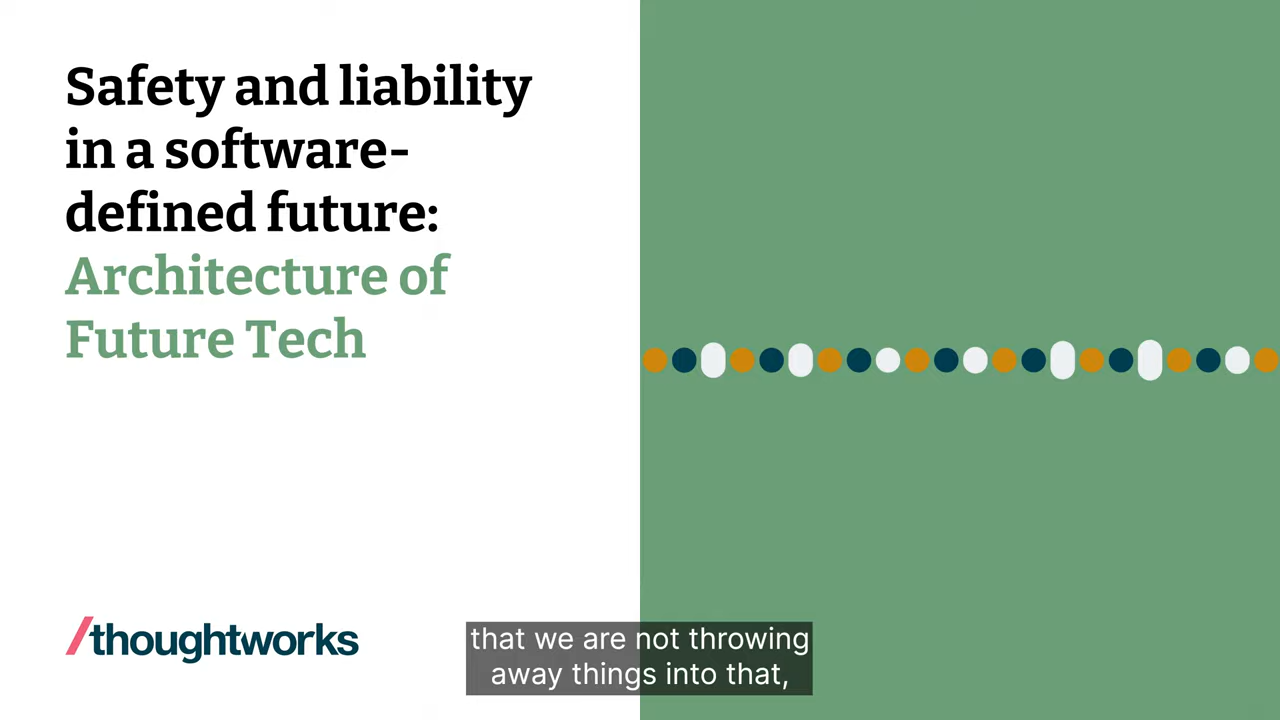 Safety and liability
in a software-
defined future:
Architecture of
Future Tech
/thoughtworks
that we are not throwing
away things into that,